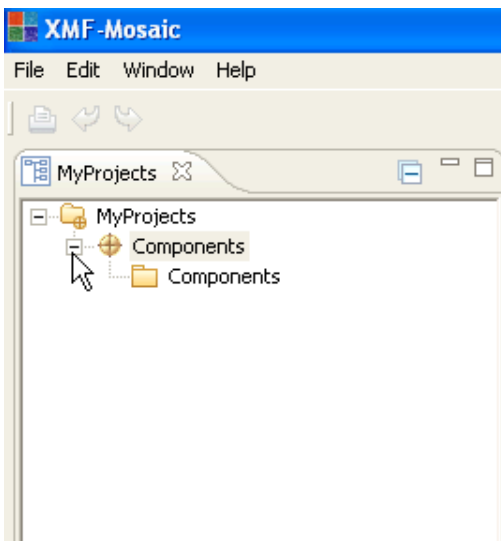 XMF-Mosaic
File Edit Window Help
MyProjects
MyProjects
Components
Components